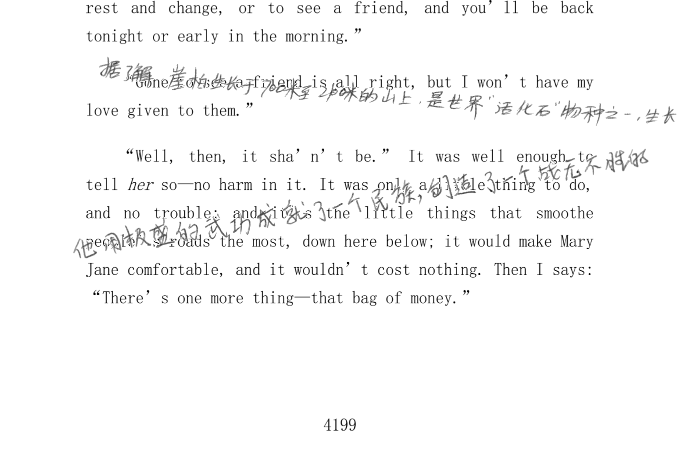 rest and change, or to see a friend, and you’ll be back
tonight or early in the morning.”
据了解崖柏生长于700米至2100米的山上，是世界“活化石”物种之一，生长
“Gone to see a friend is all right, but I won’t have my
love given to them.”
“Well, then, it sha’n’t be.” It was well enough to
tell her so—no harm in it. It was only a little thing to do,
and no trouble; and it’s the little things that smoothe
他用极盛的武功成就了一个民族，创造了一个战无不胜的
people’s roads the most, down here below; it would make Mary
Jane comfortable, and it wouldn’t cost nothing. Then I says:
“There’s one more thing—that bag of money.”
4199